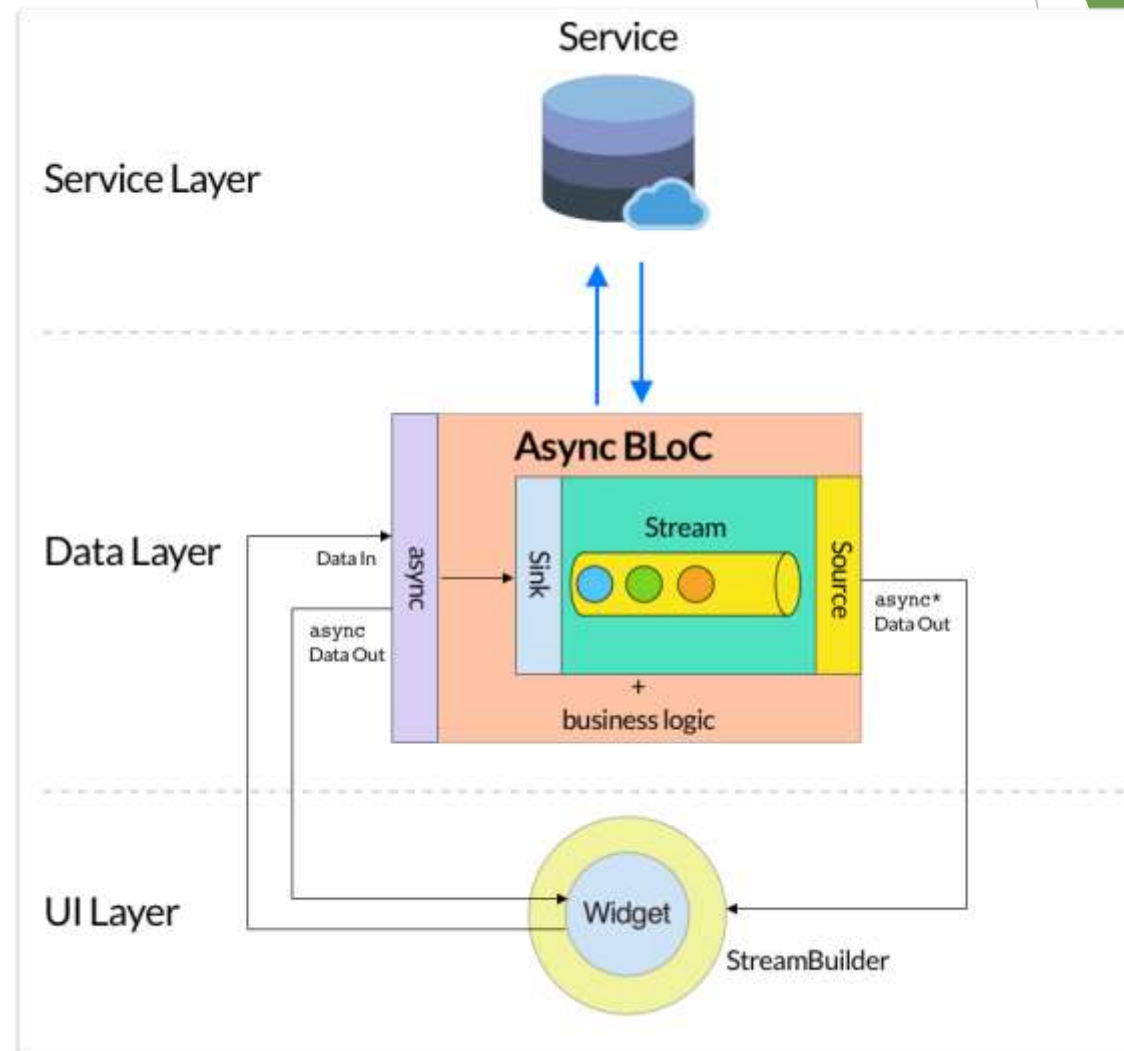 Service
Service Layer
Async BLoC
Data Layer
Data In
async
Sink
Stream
Source
async
Data Out
async*
Data Out
+
business logic
UI Layer
Widget
StreamBuilder